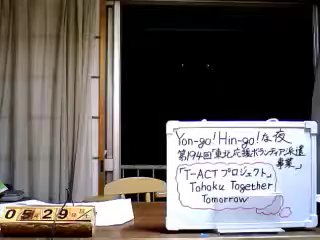 Yon-go! Hin-go!な夜
第194回「東北応援ボランティア派遣
事業」
「T-ACTプロジェクト」
Tohoku Together
Tomorrow
05 29